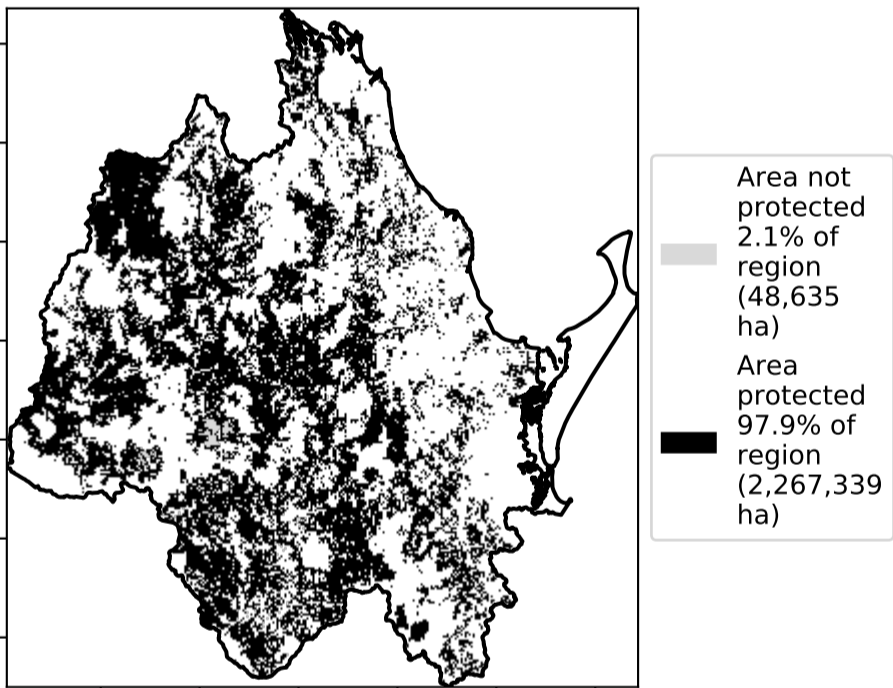 Area not
protected
2.1% of
region
(48,635
ha)
Area
protected
97.9% of
region
(2,267,339
ha)